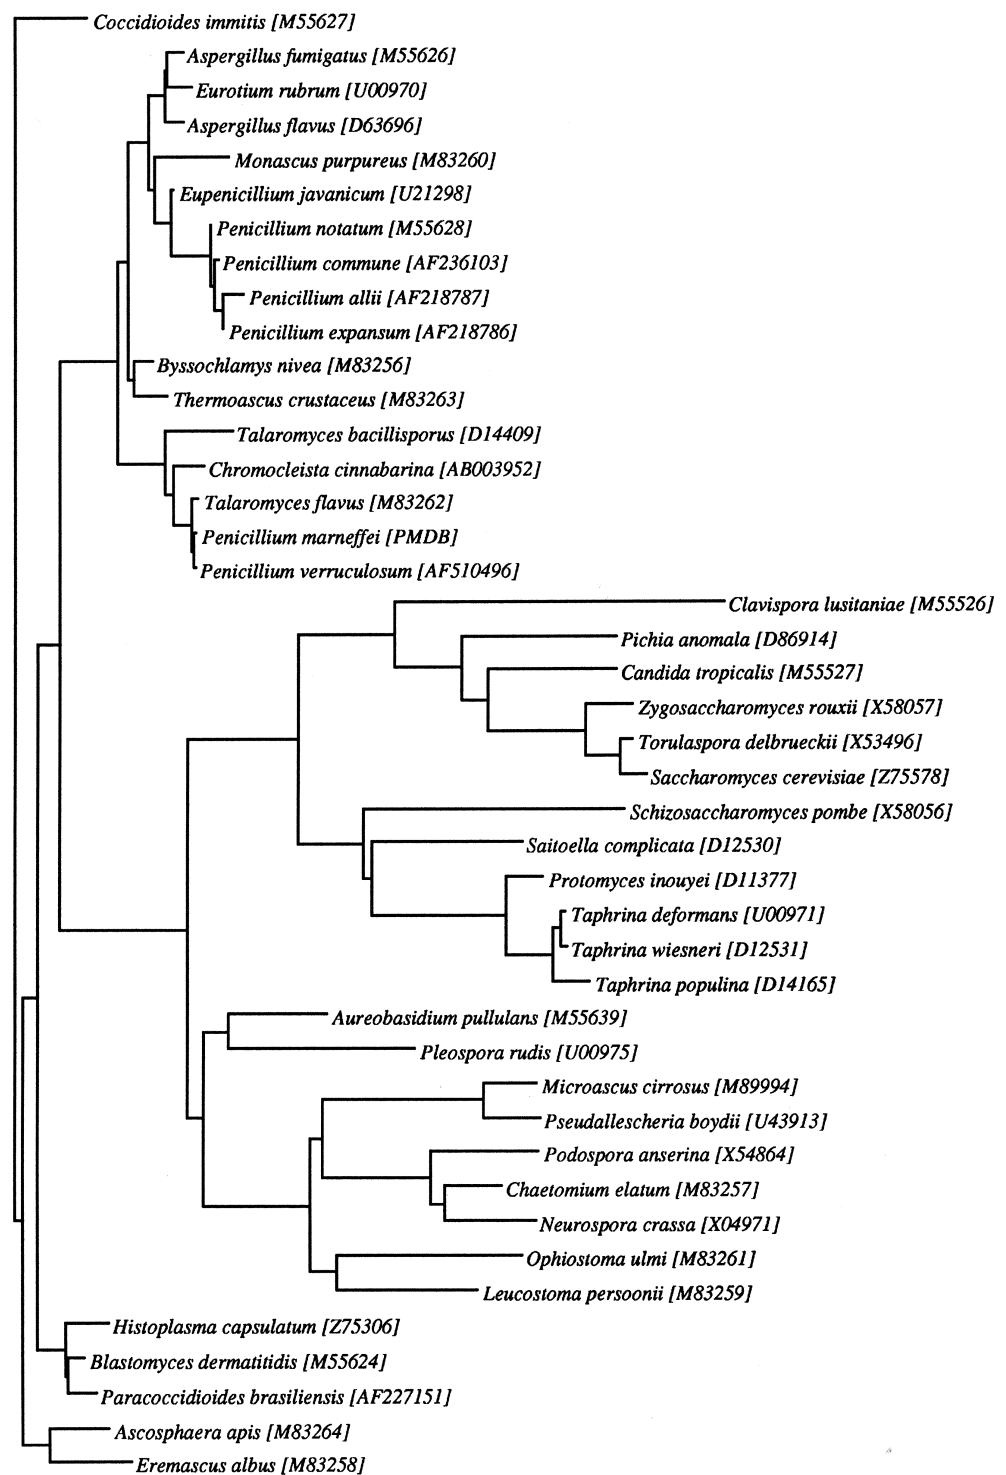 Coccidioides immitis [M55627]
Aspergillus fumigatus [M55626]
Eurotium rubrum [U00970]
Aspergillus flavus [D63696]
Monascus purpureus [M83260]
Eupenicillium javanicum [U21298]
Penicillium notatum [M55628]
Penicillium commune [AF236103]
Penicillium allii [AF218787]
Penicillium expansum [AF218786]
Byssochlamys nivea [M83256]
Thermoascus crustaceus [M83263]
Talaromyces bacillisporus [D14409]
Chromocleista cinnabarina [AB003952]
Talaromyces flavus [M83262]
Penicillium marneffei [PMDB]
Penicillium verruculosum [AF510496]
Clavispora lusitaniae [M55526]
Pichia anomala [D86914]
Candida tropicalis [M55527]
Zygosaccharomyces rouxii [X58057]
Torulaspora delbrueckii [X53496]
Saccharomyces cerevisiae [Z75578]
Schizosaccharomyces pombe [X58056]
Saitoella complicata [D12530]
Protomyces inouyei [D11377]
Taphrina deformans [U00971]
Taphrina wiesneri [D12531]
Taphrina populina [D14165]
Aureobasidium pullulans [M55639]
Pleospora rudis [U00975]
Microascus cirrosus [M89994]
Pseudallescheria boydii [U43913]
Podospora anserina [X54864]
Chaetomium elatum [M83257]
Neurospora crassa [X04971]
Ophiostoma ulmi [M83261]
Leucostoma persoonii [M83259]
Histoplasma capsulatum [Z75306]
Blastomyces dermatitidis [M55624]
Paracoccidioides brasiliensis [AF227151]
Ascosphaera apis [M83264]
Eremascus albus [M83258]